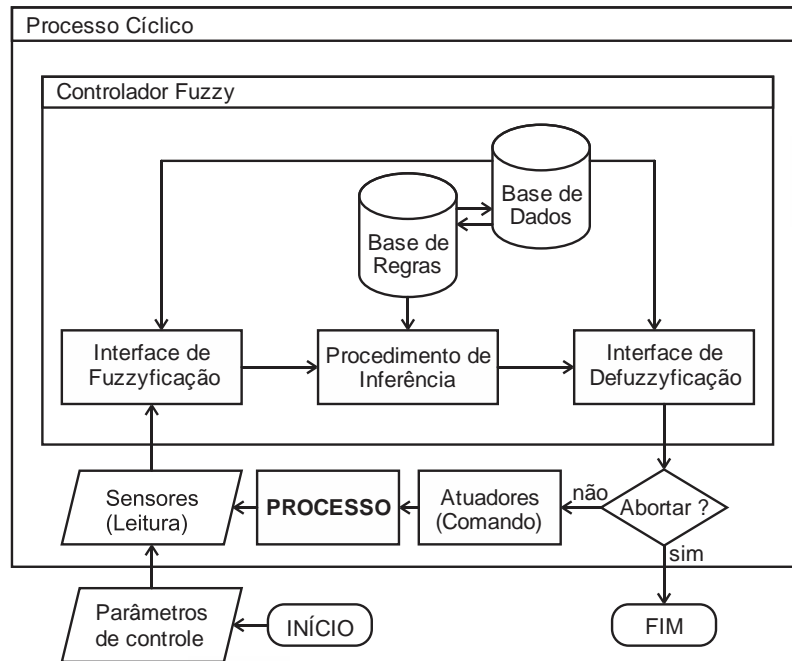 Processo Cíclico
Controlador Fuzzy
Base de
Dados
Base de
Regras
Interface de
Fuzzyficação
Procedimento de
Inferência
Interface de
Defuzzyficação
Sensores
(Leitura)
PROCESSO
Atuadores
(Comando)
não
Abortar ?
sim
Parâmetros
de controle
INÍCIO
FIM